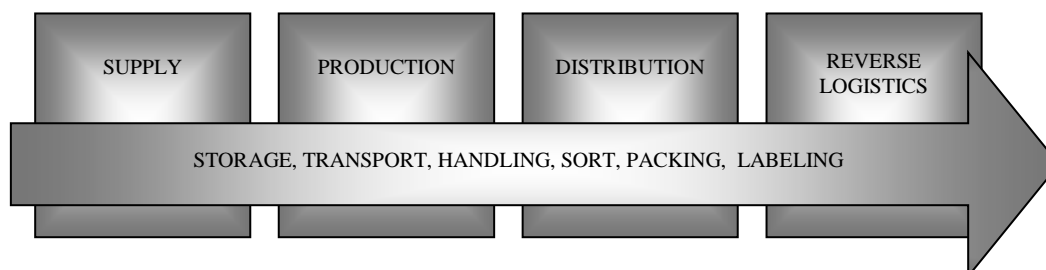 SUPPLY
PRODUCTION
DISTRIBUTION
REVERSE
LOGISTICS
STORAGE, TRANSPORT, HANDLING, SORT, PACKING, LABELING